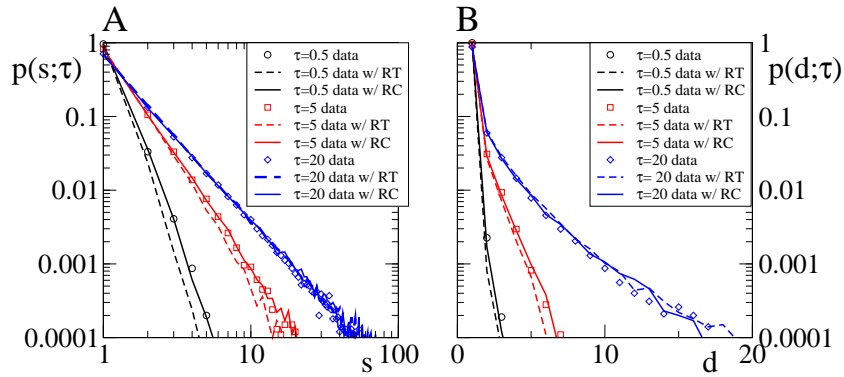 A
B
1
0.1
0.01
0.001
0.0001
p(s;τ)
τ=0.5 data
τ=0.5 data w/ RT
τ=0.5 data w/ RC
τ=5 data
τ=5 data w/ RT
τ=5 data w/ RC
τ=20 data
τ=20 data w/ RT
τ=20 data w/ RC
1
10
100
s
τ=0.5 data
τ=0.5 data w/ RT
τ=0.5 data w/ RC
τ=5 data
τ=5 data w/ RT
τ=5 data w/ RC
τ=20 data
τ= 20 data w/ RT
τ=20 data w/ RC
0
10
20
d
1
0.1
0.01
0.001
0.0001
p(d;τ)